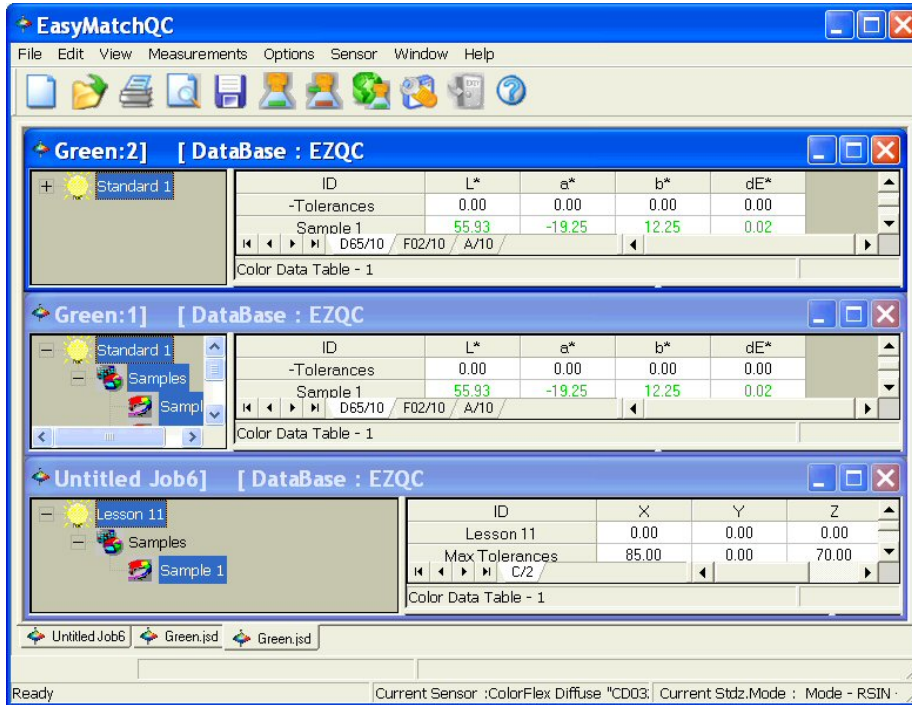 EasyMatchQC
File Edit View Measurements Options Sensor Window Help
Green:2] [ DataBase : EZQC
Standard 1
ID L* a* b* dE*
-Tolerances 0.00 0.00 0.00 0.00
Sample 1 55.93 -19.25 12.25 0.02
D65/10 F02/10 A/10
Color Data Table - 1
Green:1] [ DataBase : EZQC
Standard 1
Samples
Sampl
ID L* a* b* dE*
-Tolerances 0.00 0.00 0.00 0.00
Sample 1 55.93 -19.25 12.25 0.02
D65/10 F02/10 A/10
Color Data Table - 1
Untitled Job6] [ DataBase : EZQC
Lesson 11
Samples
Sample 1
ID X Y Z
Lesson 11 0.00 0.00 0.00
Max Tolerances 85.00 0.00 70.00
C/2
Color Data Table - 1
Untitled Job6 Green.jsd Green.jsd
Ready Current Sensor :ColorFlex Diffuse "CD03: Current Stdz.Mode : Mode - RSIN -